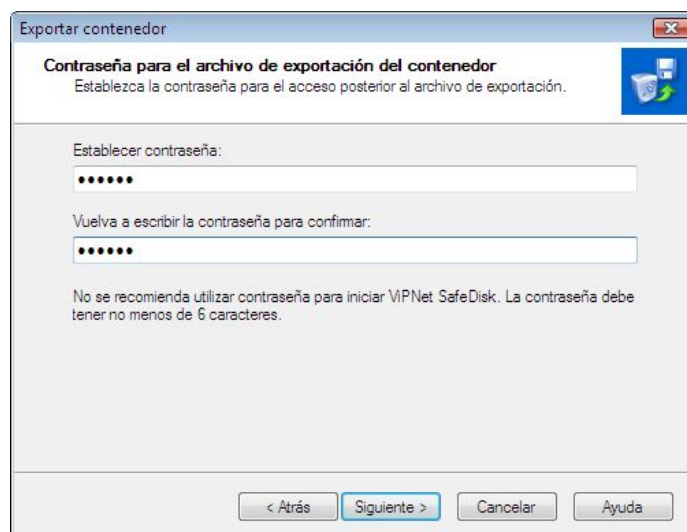 Exportar contenedor
Contraseña para el archivo de exportación del contenedor
Establezca la contraseña para el acceso posterior al archivo de exportación.
Establecer contraseña:
••••••
Vuelva a escribir la contraseña para confirmar:
••••••
No se recomienda utilizar contraseña para iniciar ViPNet SafeDisk. La contraseña debe
tener no menos de 6 caracteres.
< Atrás Siguiente > Cancelar Ayuda